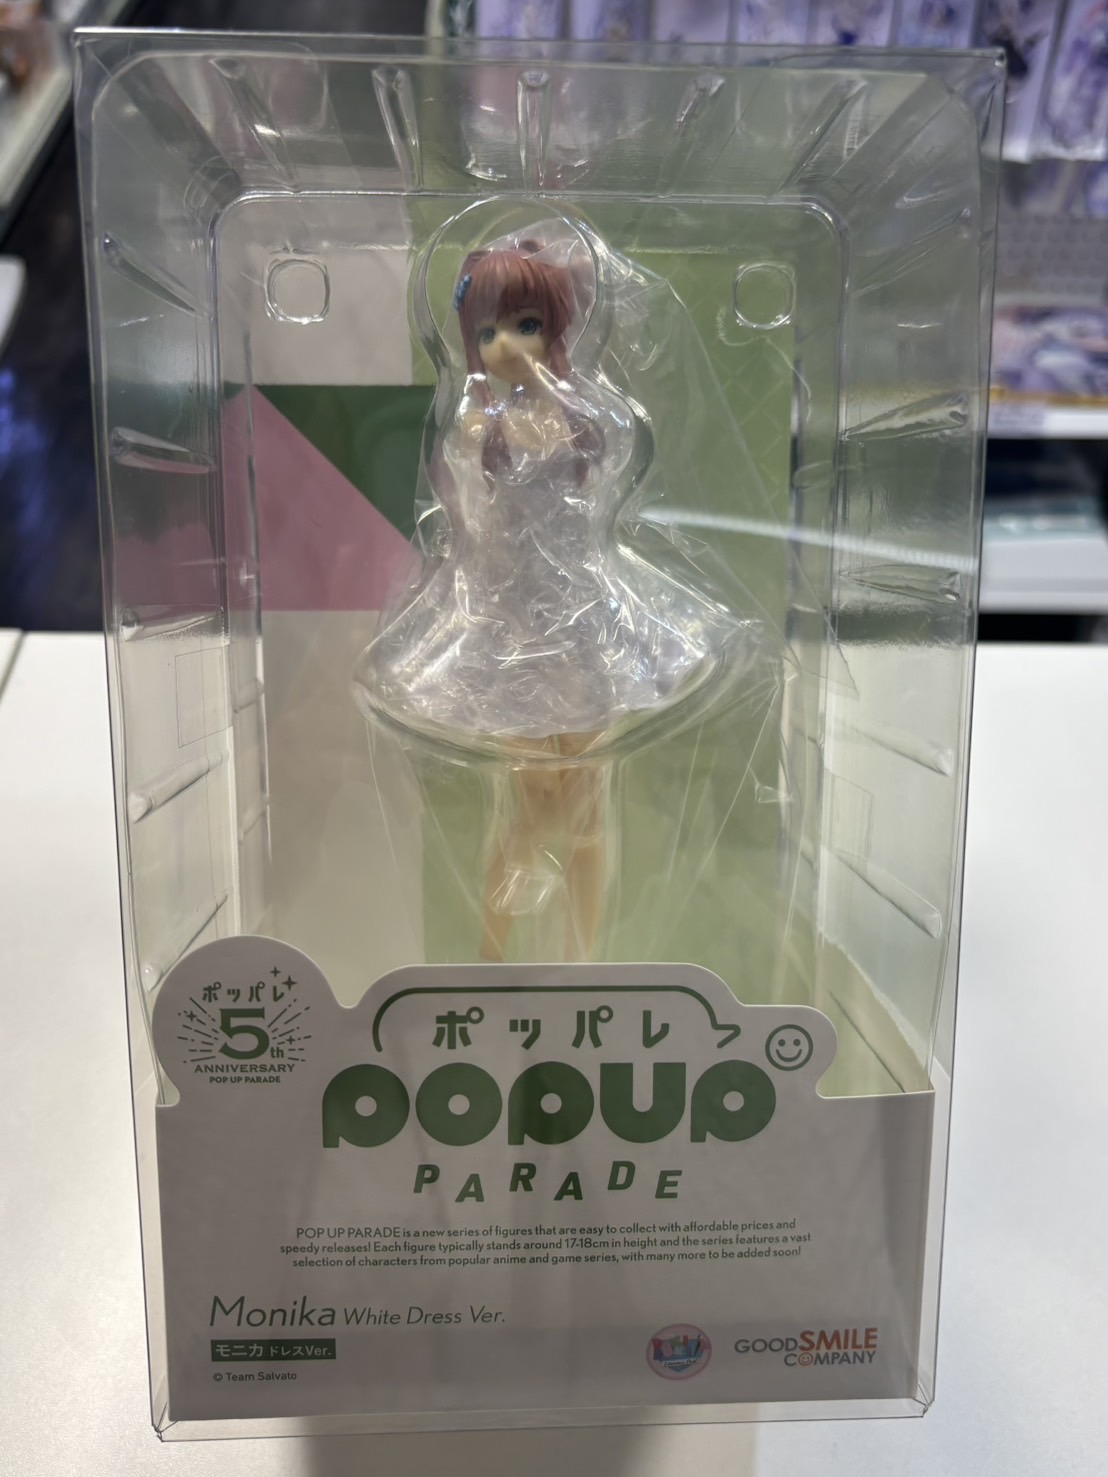 ポッパレ
5th
ANNIVERSARY
POP UP PARADE
ポッパレ
POPUP
PARADE
POP UP PARADE is a new series of figures that are easy to collect with affordable prices and
speedy releases! Each figure typically stands around 17-18cm in height and the series features a vast
selection of characters from popular anime and game series, with many more to be added soon!
Monika White Dress Ver.
モニカ ドレスVer.
© Team Salvato
GOODSMILE
COMPANY